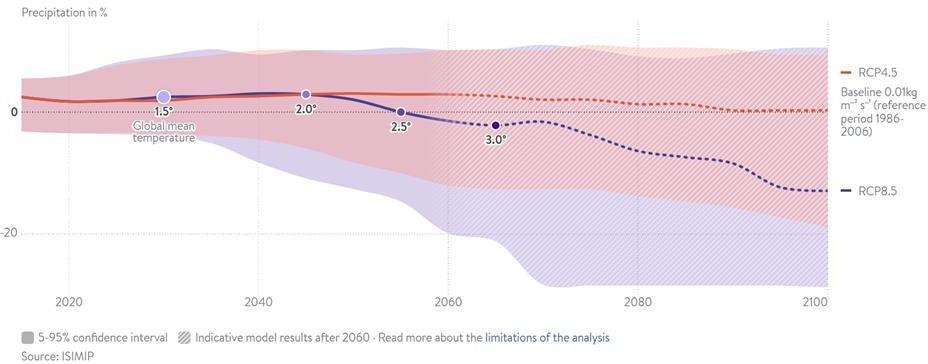 Precipitation in %
RCP4.5
Baseline 0.01kg
m⁻² s⁻¹ (reference
period 1986-
2006)
0
1.5°
2.0°
2.5°
3.0°
Global mean
temperature
RCP8.5
-20
2020 2040 2060 2080 2100
5-95% confidence interval Indicative model results after 2060 · Read more about the limitations of the analysis
Source: ISIMIP